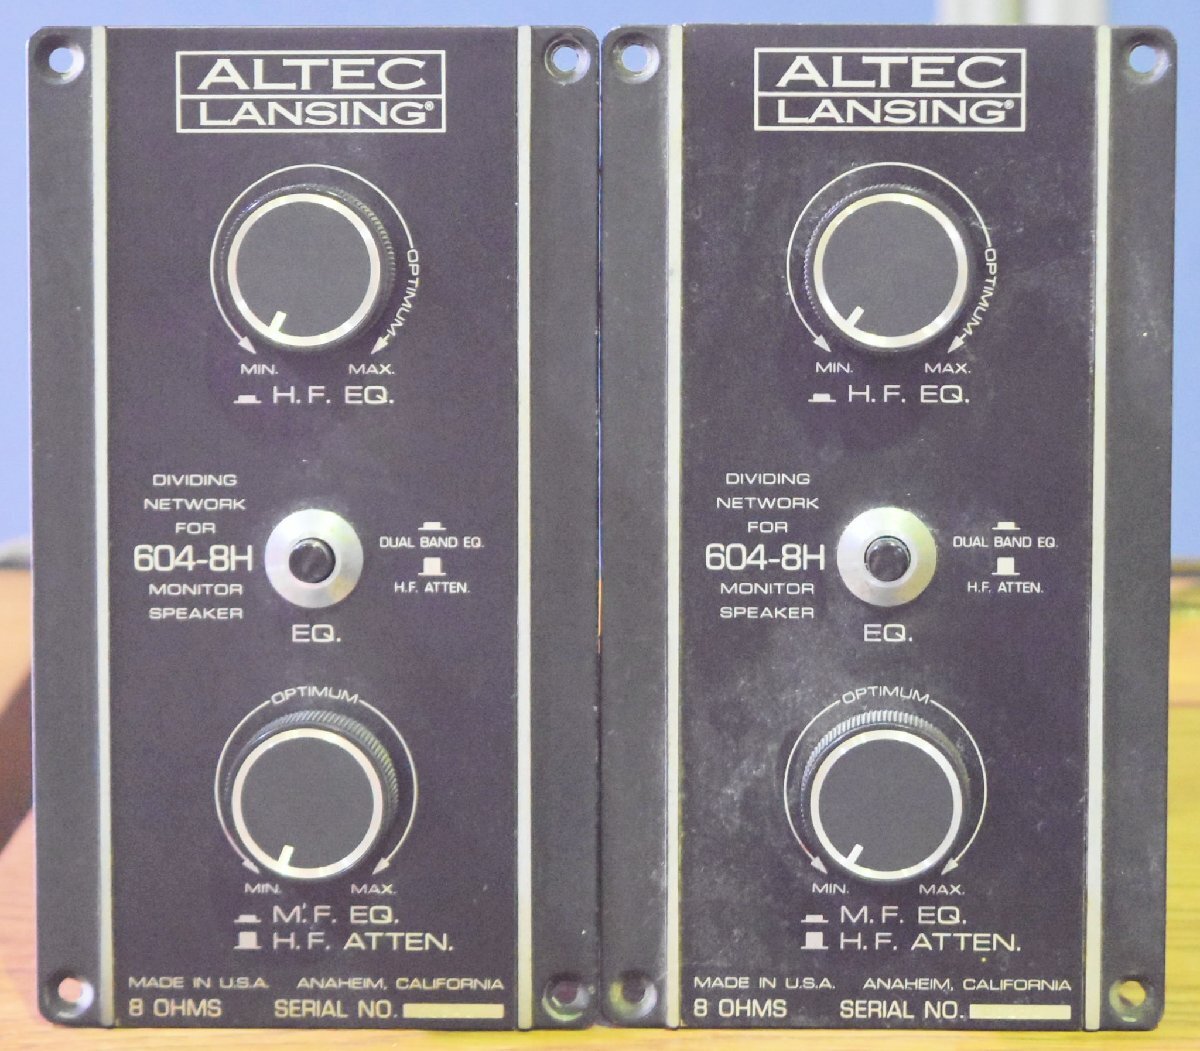 ALTEC
LANSING®
OPTIMUM
MIN. MAX.
H.F. EQ.
DIVIDING
NETWORK
FOR
604-8H
MONITOR
SPEAKER
DUAL BAND EQ.
H.F. ATTEN.
EQ.
OPTIMUM
MIN. MAX.
M.F. EQ.
H.F. ATTEN.
MADE IN U.S.A. ANAHEIM, CALIFORNIA
8 OHMS SERIAL NO.
ALTEC
LANSING®
OPTIMUM
MIN. MAX.
H.F. EQ.
DIVIDING
NETWORK
FOR
604-8H
MONITOR
SPEAKER
DUAL BAND EQ.
H.F. ATTEN.
EQ.
OPTIMUM
MIN. MAX.
M.F. EQ.
H.F. ATTEN.
MADE IN U.S.A. ANAHEIM, CALIFORNIA
8 OHMS SERIAL NO.